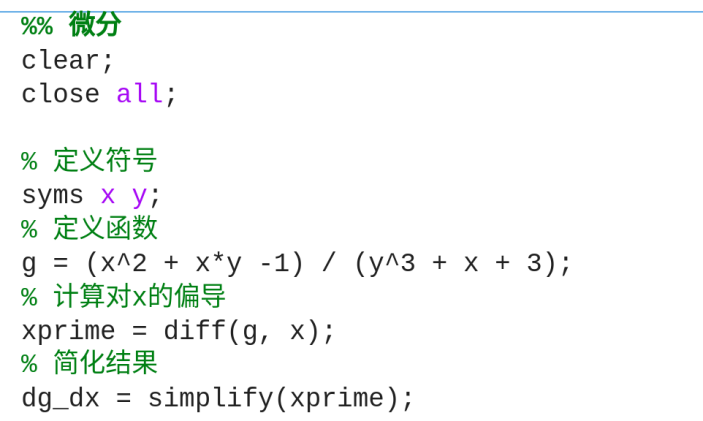 %% 微分
clear;
close all;
% 定义符号
syms x y;
% 定义函数
g = (x^2 + x*y -1) / (y^3 + x + 3);
% 计算对x的偏导
xprime = diff(g, x);
% 简化结果
dg_dx = simplify(xprime);